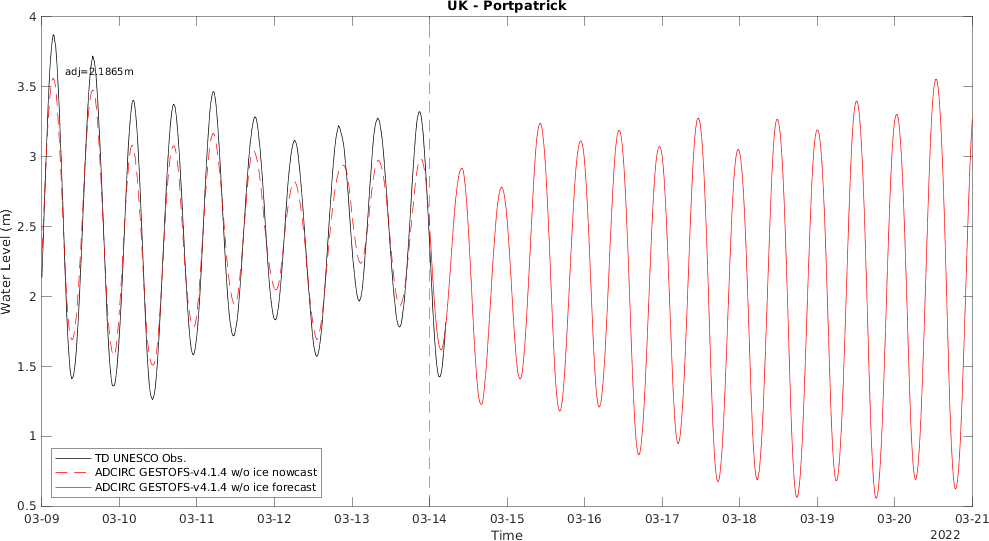 UK - Portpatrick
4
3.5
3
2.5
2
1.5
1
0.5
Water Level (m)
adj=2.1865m
TD UNESCO Obs.
ADCIRC GESTOFS-v4.1.4 w/o ice nowcast
ADCIRC GESTOFS-v4.1.4 w/o ice forecast
03-09 03-10 03-11 03-12 03-13 03-14 03-15 03-16 03-17 03-18 03-19 03-20 03-21
Time
2022